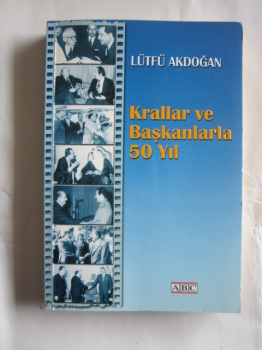 LÜTFÜ AKDOĞAN
Krallar ve
Başkanlarla
50 Yıl
ABC